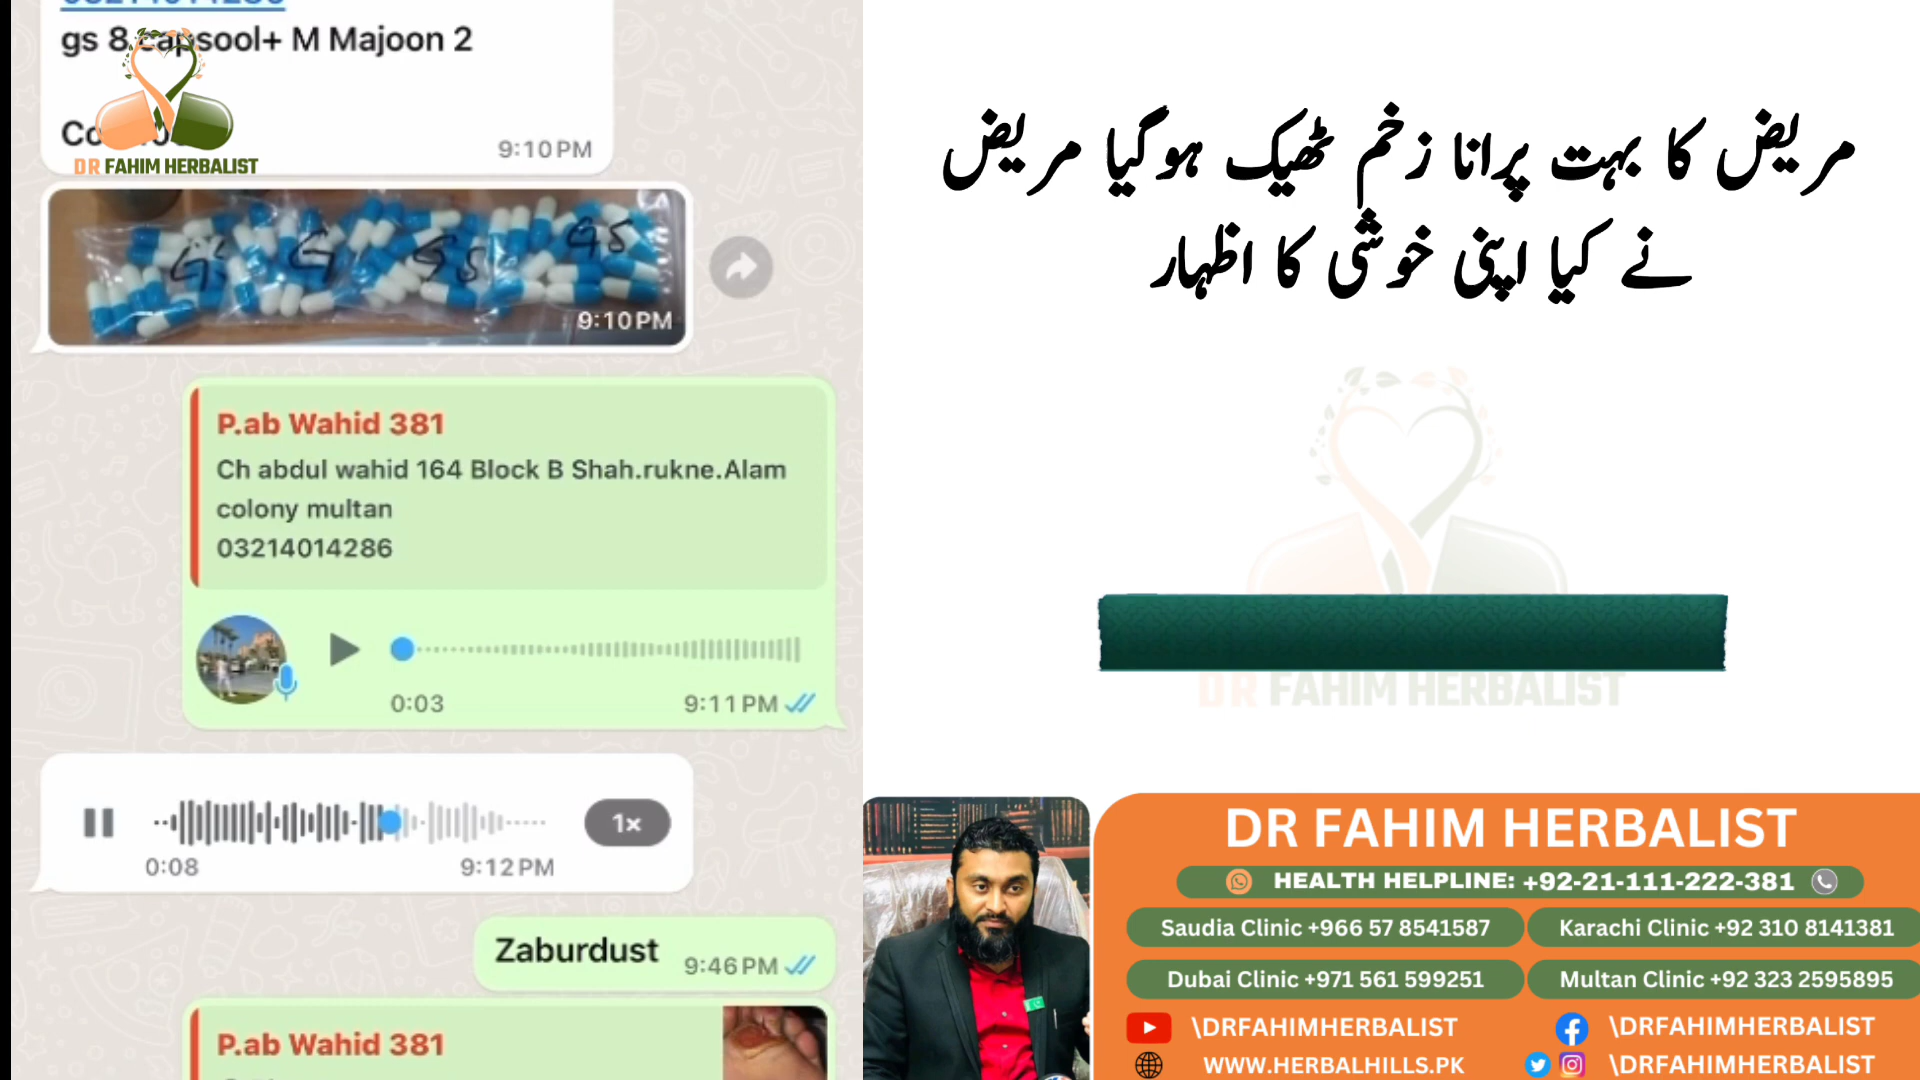 gs 8 capsool+ M Majoon 2
9:10 PM
DR FAHIM HERBALIST
GS G GS GS
9:10 PM
P.ab Wahid 381
Ch abdul wahid 164 Block B Shah.rukne.Alam
colony multan
03214014286
0:03
9:11 PM
1x
0:08
9:12 PM
Zaburdust
9:46 PM
P.ab Wahid 381
مریض کا بہت پرانا زخم ٹھیک ہوگیا مریض
نے کیا اپنی خوشی کا اظہار
DR FAHIM HERBALIST
DR FAHIM HERBALIST
HEALTH HELPLINE: +92-21-111-222-381
Saudia Clinic +966 57 8541587
Karachi Clinic +92 310 8141381
Dubai Clinic +971 561 599251
Multan Clinic +92 323 2595895
\DRFAHIMHERBALIST
\DRFAHIMHERBALIST
WWW.HERBALHILLS.PK
\DRFAHIMHERBALIST